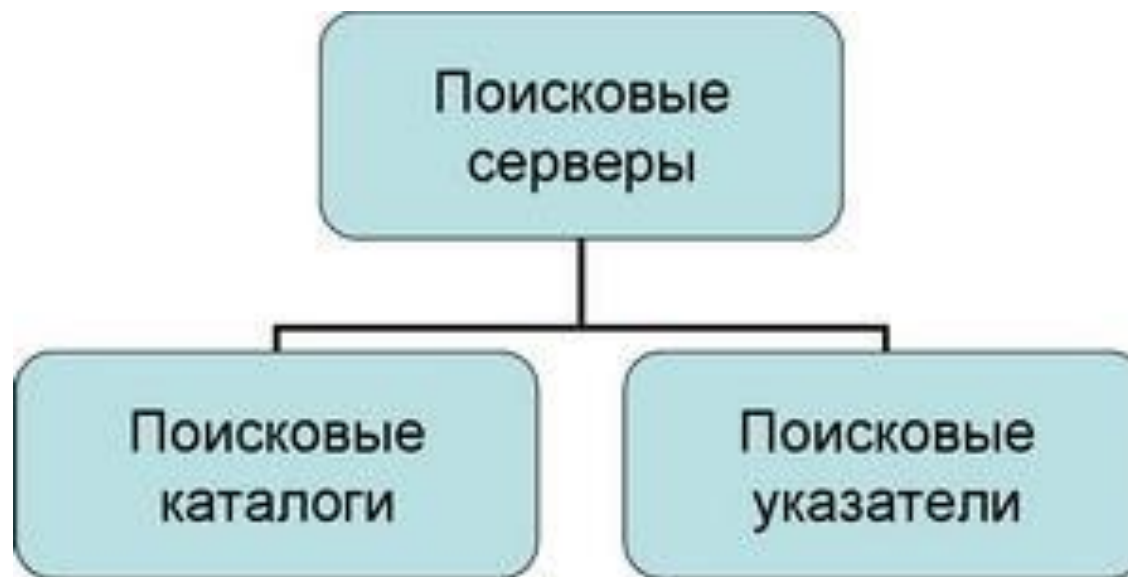 Поисковые
серверы
Поисковые
каталоги
Поисковые
указатели